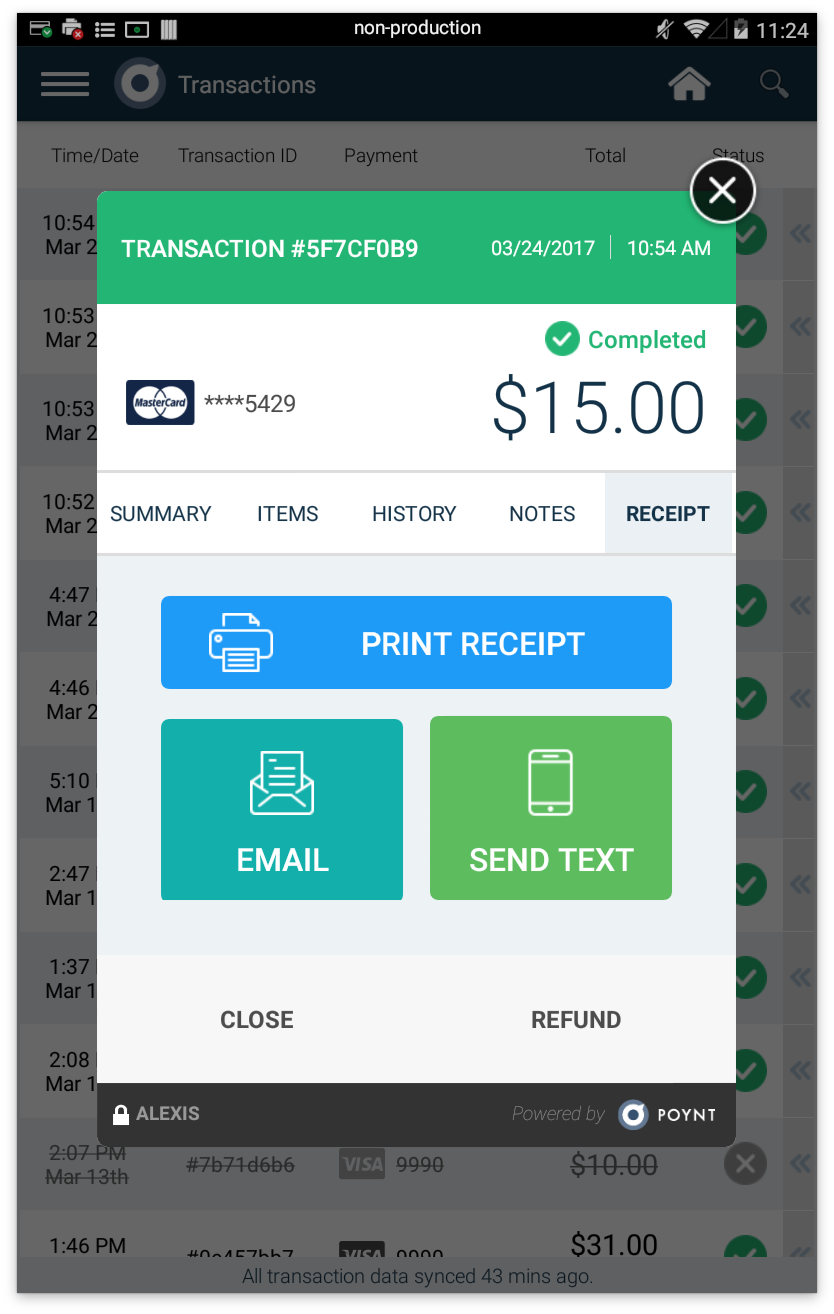 non-production 11:24
Transactions
Time/Date Transaction ID Payment Total Status
TRANSACTION #5F7CF0B9 03/24/2017 10:54 AM
Completed
MasterCard ****5429 $15.00
SUMMARY ITEMS HISTORY NOTES RECEIPT
PRINT RECEIPT
EMAIL SEND TEXT
CLOSE REFUND
ALEXIS Powered by POYNT
10:54
Mar 2
10:53
Mar 2
10:53
Mar 2
10:52
Mar 2
4:47
Mar 2
4:46
Mar 2
5:10
Mar 1
2:47
Mar 1
1:37
Mar 1
2:08
Mar 1
2:07 PM
Mar 13th #7b71d6b6 VISA 9990 $10.00
1:46 PM VISA 9990 $31.00
All transaction data synced 43 mins ago.